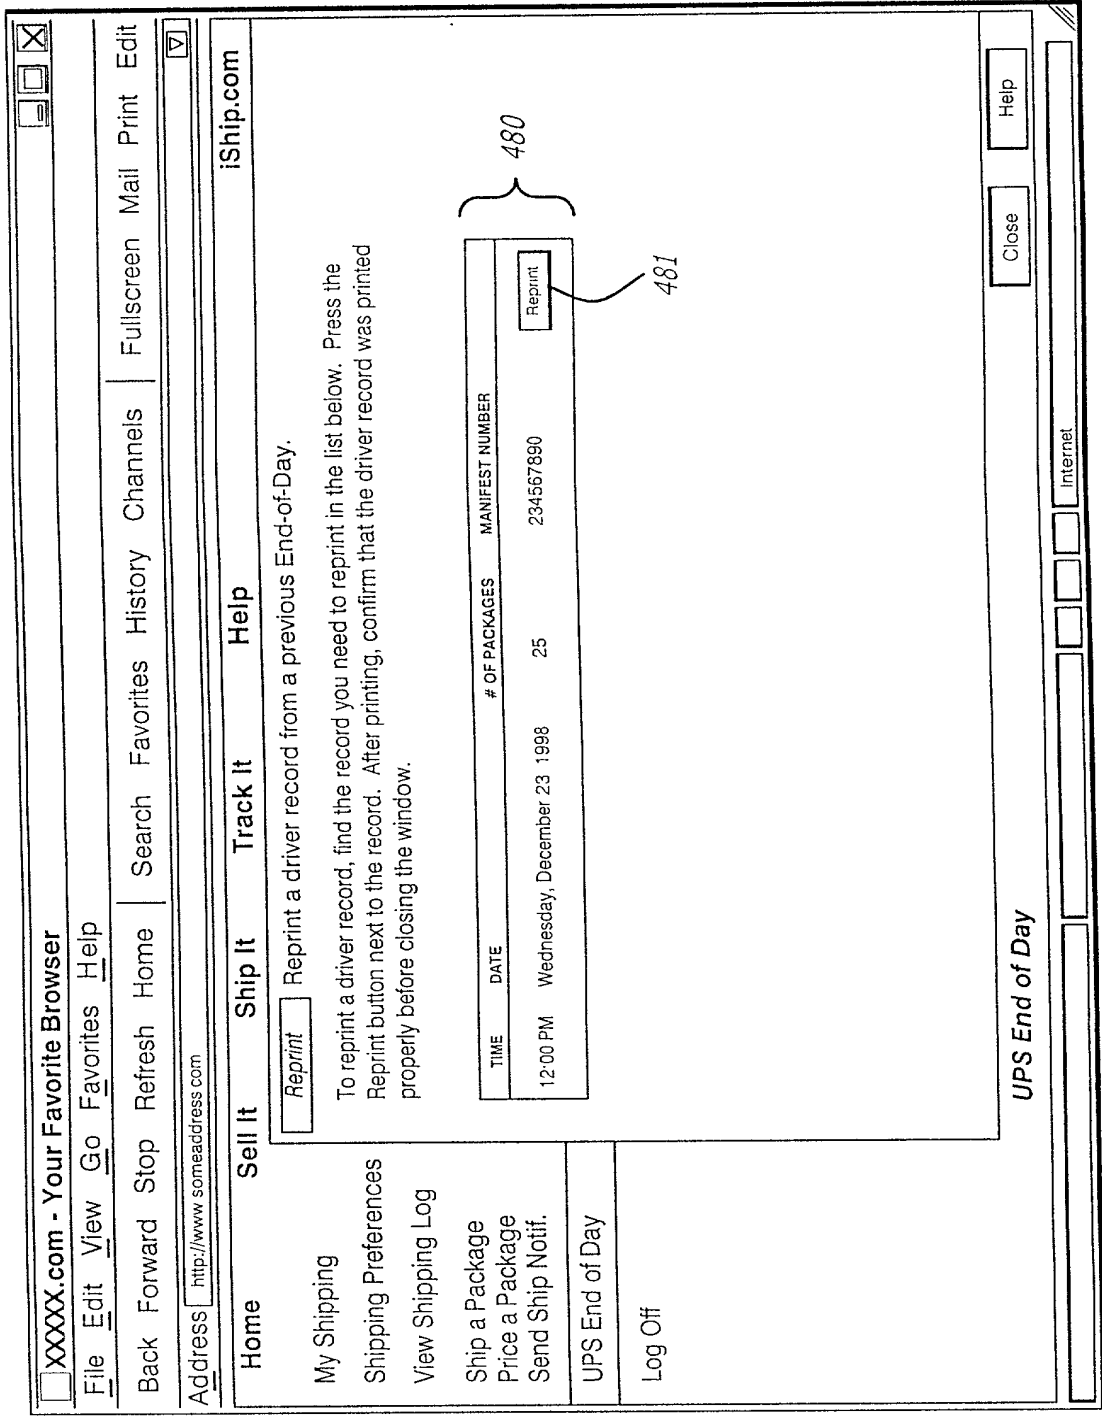 XXXXX.com - Your Favorite Browser
File Edit View Go Favorites Help
Back Forward Stop Refresh Home Search Favorites History Channels Fullscreen Mail Print Edit
Address http://www someaddress com
Home Sell It Ship It Track It Help iShip.com
My Shipping
Shipping Preferences
View Shipping Log
Ship a Package
Price a Package
Send Ship Notif.
UPS End of Day
Log Off
Reprint Reprint a driver record from a previous End-of-Day.
To reprint a driver record, find the record you need to reprint in the list below. Press the
Reprint button next to the record. After printing, confirm that the driver record was printed
properly before closing the window.
TIME DATE # OF PACKAGES MANIFEST NUMBER
12:00 PM Wednesday, December 23 1998 25 234567890 Reprint
480
481
UPS End of Day
Close Help
Internet